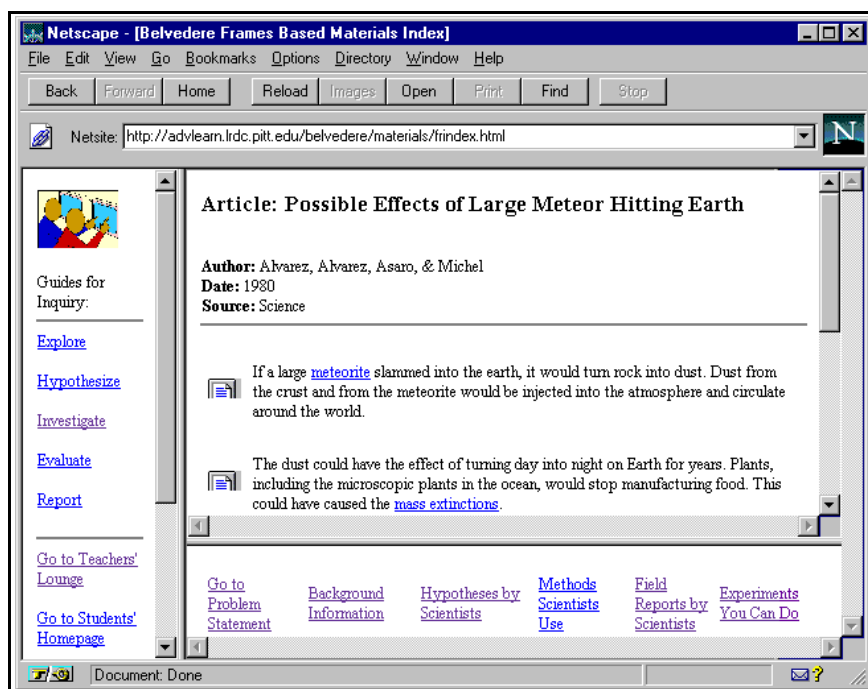 Netscape - [Belvedere Frames Based Materials Index]
File Edit View Go Bookmarks Options Directory Window Help
Back Forward Home Reload Images Open Print Find Stop
Netsite: http://advlearn.lrdc.pitt.edu/belvedere/materials/frindex.html
N
Guides for
Inquiry:
Explore
Hypothesize
Investigate
Evaluate
Report
Go to Teachers'
Lounge
Go to Students'
Homepage
Article: Possible Effects of Large Meteor Hitting Earth
Author: Alvarez, Alvarez, Asaro, & Michel
Date: 1980
Source: Science
If a large meteorite slammed into the earth, it would turn rock into dust. Dust from
the crust and from the meteorite would be injected into the atmosphere and circulate
around the world.
The dust could have the effect of turning day into night on Earth for years. Plants,
including the microscopic plants in the ocean, would stop manufacturing food. This
could have caused the mass extinctions.
Go to
Problem
Statement
Background
Information
Hypotheses by
Scientists
Methods
Scientists
Use
Field
Reports by
Scientists
Experiments
You Can Do
Document: Done